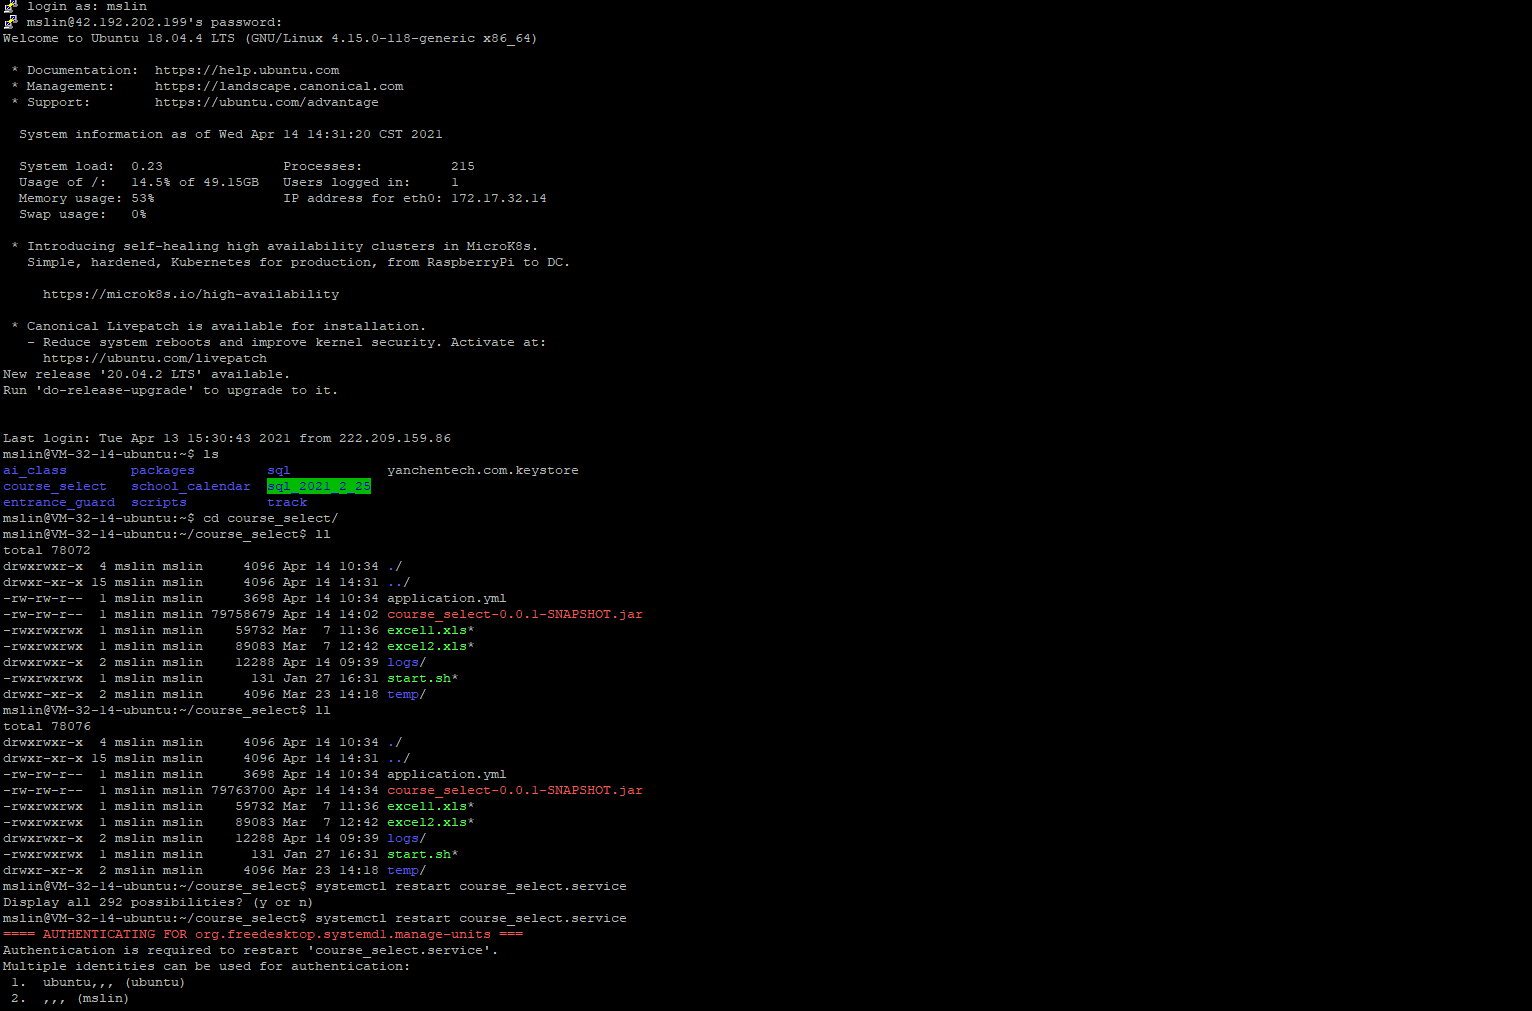 login as: mslin
mslin@42.192.202.199's password:
Welcome to Ubuntu 18.04.4 LTS (GNU/Linux 4.15.0-118-generic x86_64)
* Documentation:  https://help.ubuntu.com
* Management:     https://landscape.canonical.com
* Support:        https://ubuntu.com/advantage
System information as of Wed Apr 14 14:31:20 CST 2021
System load:  0.23               Processes:           215
Usage of /:   14.5% of 49.15GB   Users logged in:     1
Memory usage: 53%                IP address for eth0: 172.17.32.14
Swap usage:   0%
* Introducing self-healing high availability clusters in MicroK8s.
Simple, hardened, Kubernetes for production, from RaspberryPi to DC.
https://microk8s.io/high-availability
* Canonical Livepatch is available for installation.
- Reduce system reboots and improve kernel security. Activate at:
https://ubuntu.com/livepatch
New release '20.04.2 LTS' available.
Run 'do-release-upgrade' to upgrade to it.
Last login: Tue Apr 13 15:30:43 2021 from 222.209.159.86
mslin@VM-32-14-ubuntu:~$ ls
ai_class        packages         sql            yanchentech.com.keystore
course_select   school_calendar  sql_2021_2_25
entrance_guard  scripts          track
mslin@VM-32-14-ubuntu:~$ cd course_select/
mslin@VM-32-14-ubuntu:~/course_select$ ll
total 78072
drwxrwxr-x  4 mslin mslin     4096 Apr 14 10:34 ./
drwxr-xr-x 15 mslin mslin     4096 Apr 14 14:31 ../
-rw-rw-r--  1 mslin mslin     3698 Apr 14 10:34 application.yml
-rw-rw-r--  1 mslin mslin 79758679 Apr 14 14:02 course_select-0.0.1-SNAPSHOT.jar
-rwxrwxrwx  1 mslin mslin    59732 Mar  7 11:36 excel1.xls*
-rwxrwxrwx  1 mslin mslin    89083 Mar  7 12:42 excel2.xls*
drwxrwxr-x  2 mslin mslin    12288 Apr 14 09:39 logs/
-rwxrwxrwx  1 mslin mslin      131 Jan 27 16:31 start.sh*
drwxr-xr-x  2 mslin mslin     4096 Mar 23 14:18 temp/
mslin@VM-32-14-ubuntu:~/course_select$ ll
total 78076
drwxrwxr-x  4 mslin mslin     4096 Apr 14 10:34 ./
drwxr-xr-x 15 mslin mslin     4096 Apr 14 14:31 ../
-rw-rw-r--  1 mslin mslin     3698 Apr 14 10:34 application.yml
-rw-rw-r--  1 mslin mslin 79763700 Apr 14 14:34 course_select-0.0.1-SNAPSHOT.jar
-rwxrwxrwx  1 mslin mslin    59732 Mar  7 11:36 excel1.xls*
-rwxrwxrwx  1 mslin mslin    89083 Mar  7 12:42 excel2.xls*
drwxrwxr-x  2 mslin mslin    12288 Apr 14 09:39 logs/
-rwxrwxrwx  1 mslin mslin      131 Jan 27 16:31 start.sh*
drwxr-xr-x  2 mslin mslin     4096 Mar 23 14:18 temp/
mslin@VM-32-14-ubuntu:~/course_select$ systemctl restart course_select.service
Display all 292 possibilities? (y or n)
mslin@VM-32-14-ubuntu:~/course_select$ systemctl restart course_select.service
==== AUTHENTICATING FOR org.freedesktop.systemd1.manage-units ===
Authentication is required to restart 'course_select.service'.
Multiple identities can be used for authentication:
1.  ubuntu,,, (ubuntu)
2.  ,,, (mslin)